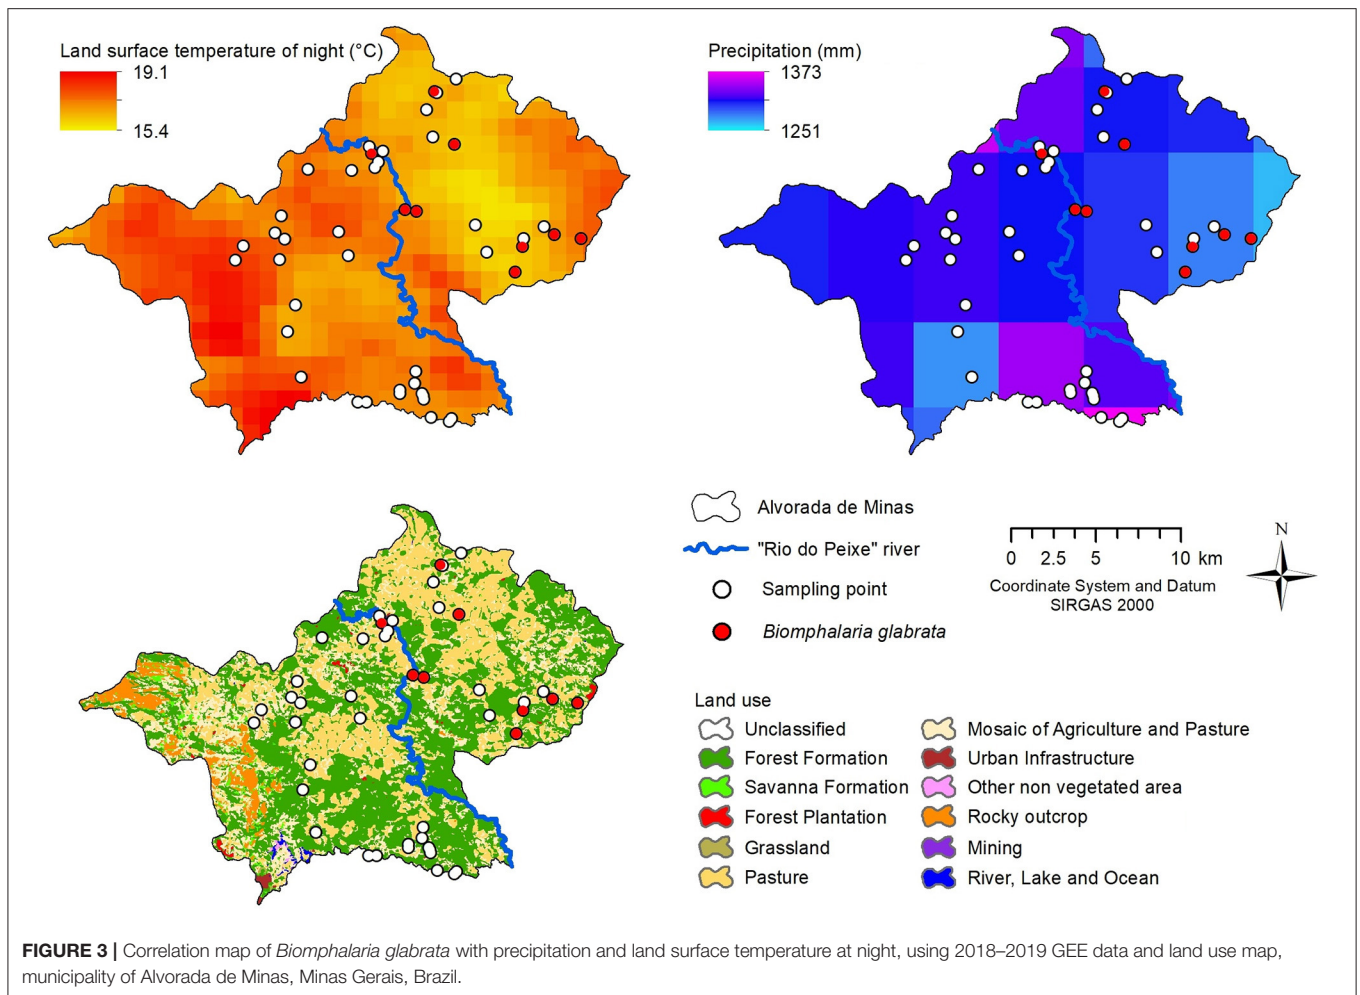 Land surface temperature of night (°C)
19.1
15.4
Precipitation (mm)
1373
1251
Alvorada de Minas
"Rio do Peixe" river
Sampling point
Biomphalaria glabrata
0 2.5 5 10 km
Coordinate System and Datum
SIRGAS 2000
N
Land use
Unclassified
Forest Formation
Savanna Formation
Forest Plantation
Grassland
Pasture
Mosaic of Agriculture and Pasture
Urban Infrastructure
Other non vegetated area
Rocky outcrop
Mining
River, Lake and Ocean
FIGURE 3 | Correlation map of Biomphalaria glabrata with precipitation and land surface temperature at night, using 2018–2019 GEE data and land use map,
municipality of Alvorada de Minas, Minas Gerais, Brazil.